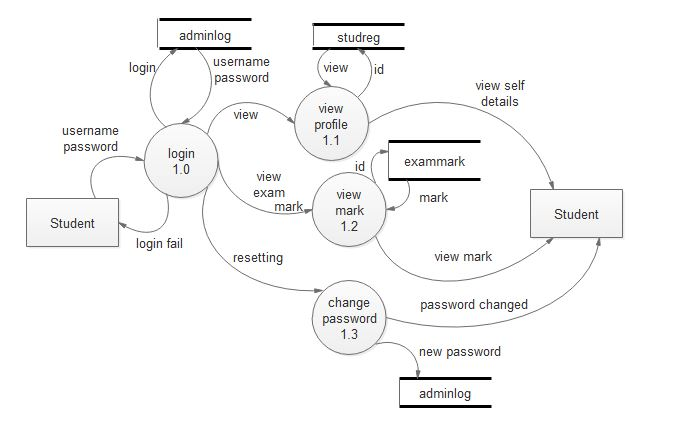 adminlog
studreg
login
username
password
view
id
view self
details
view
view
profile
1.1
username
password
login
1.0
id
exammark
view
exam
mark
view
mark
1.2
mark
Student
Student
login fail
resetting
view mark
change
password
1.3
password changed
new password
adminlog